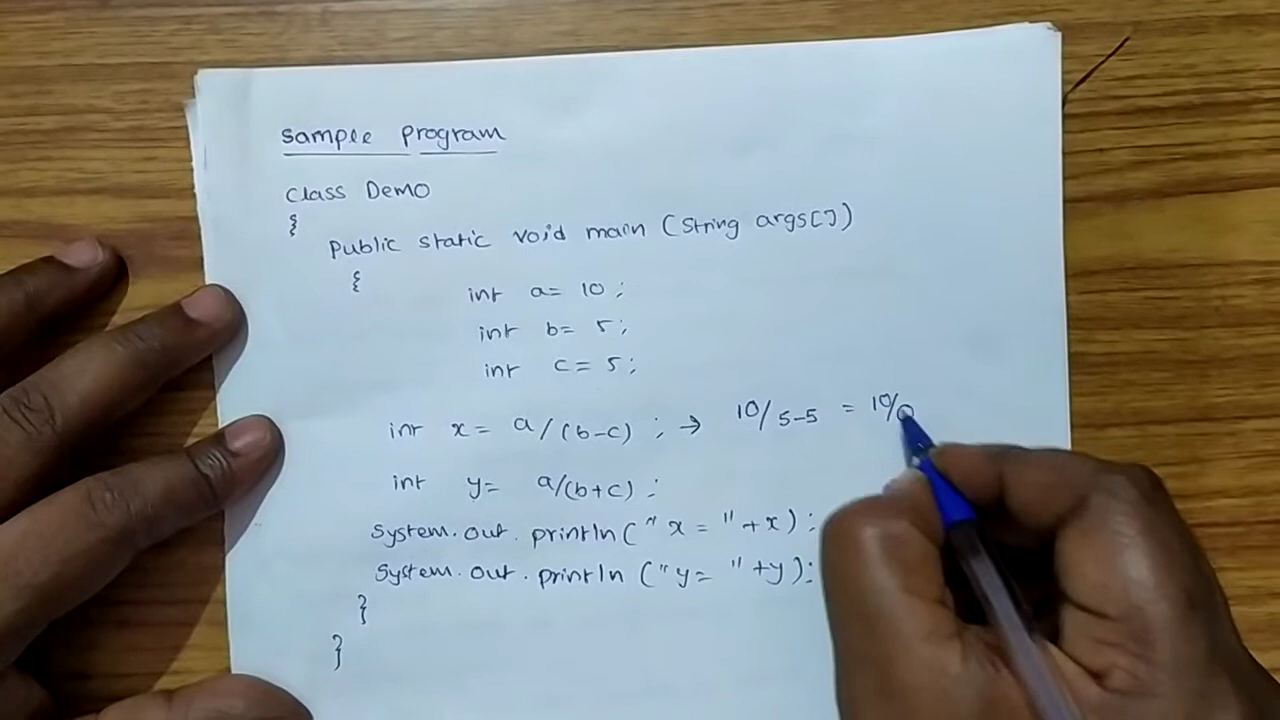 Sample program
Class Demo
{
Public static void main (String args[])
{
int a= 10 ;
int b= 5;
int c = 5;
int x= a/(b-c) ; → 10/5-5 = 10/0
int y= a/(b+c) ;
System.out.println("x = "+x);
System.out.println ("y= "+y);
}
}